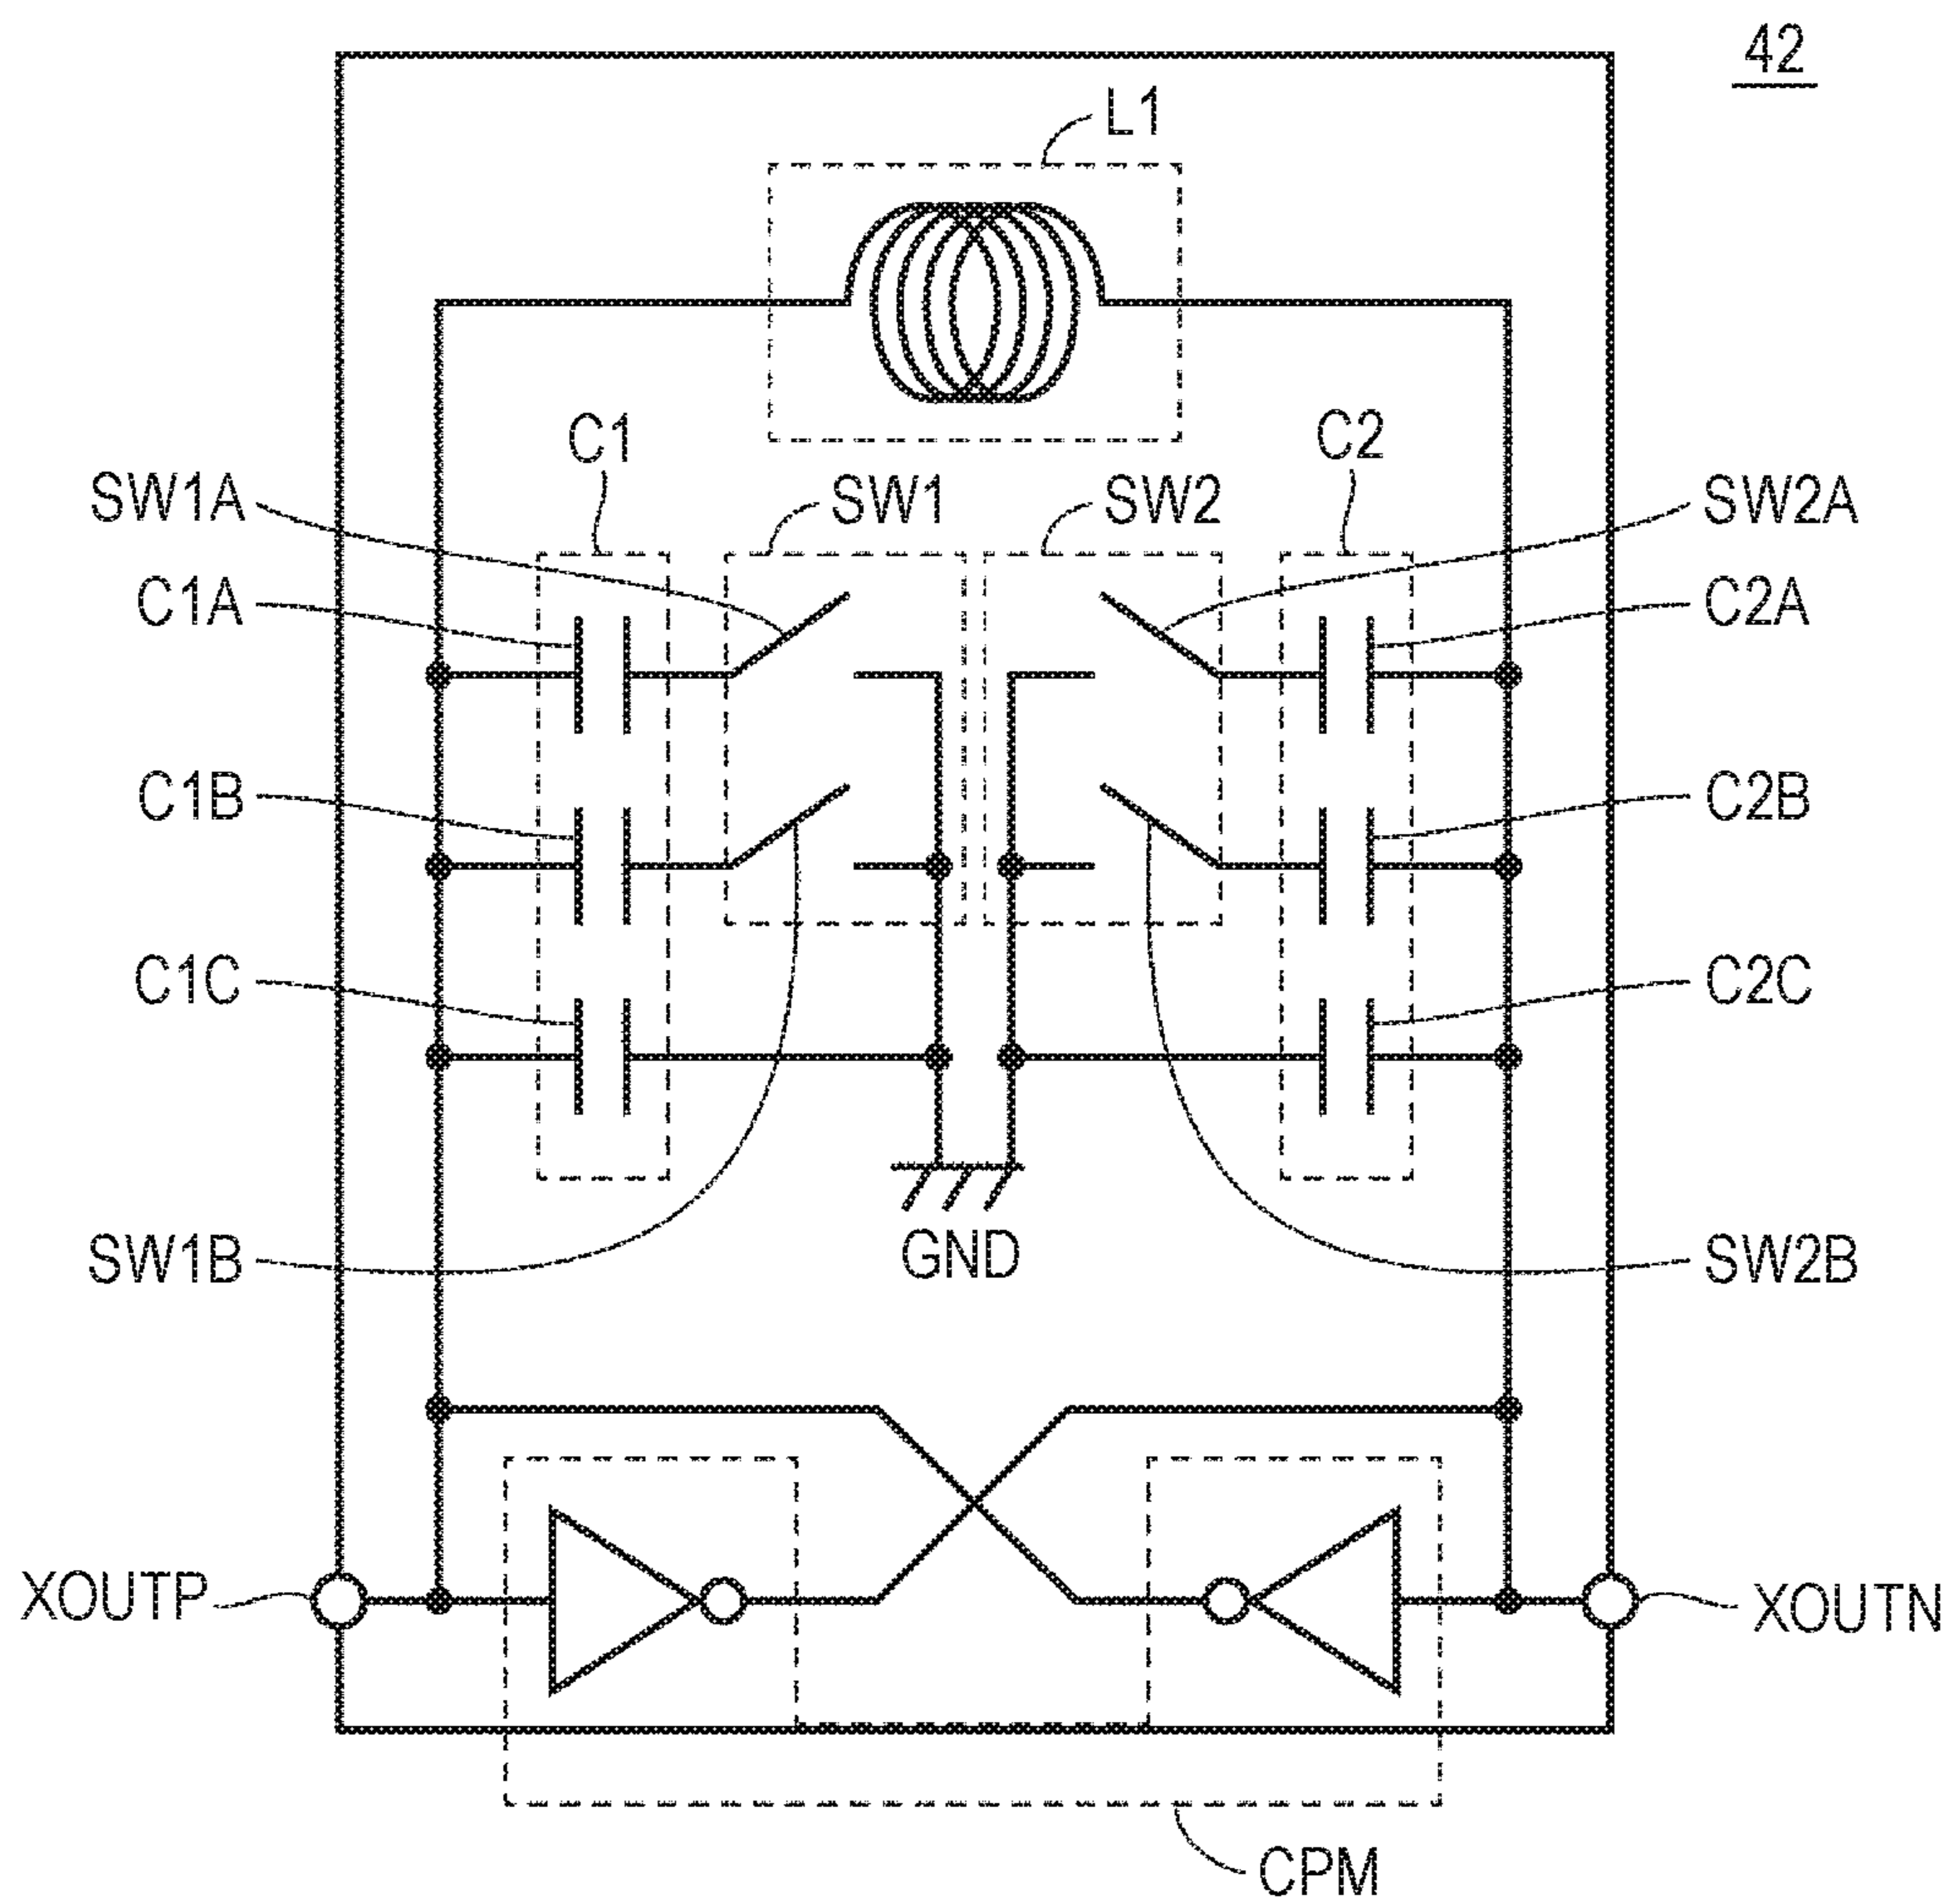 42
L1
C1
C2
SW1A
SW1
SW2
SW2A
C1A
C2A
C1B
C2B
C1C
C2C
SW1B
GND
SW2B
XOUTP
XOUTN
CPM